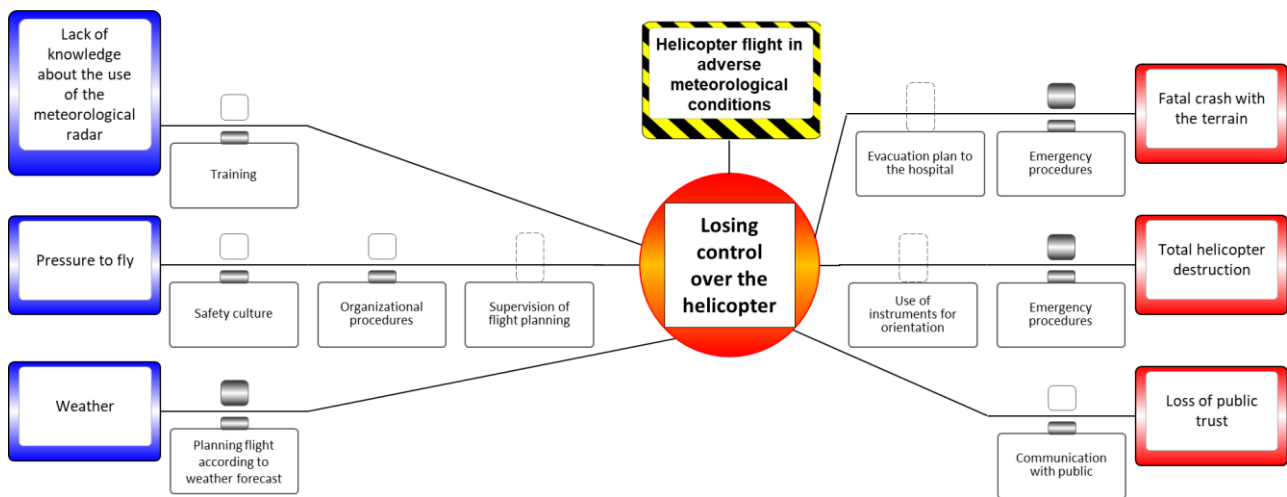 Lack of
knowledge
about the use
of the
meteorological
radar
Training
Helicopter flight in
adverse
meteorological
conditions
Evacuation plan to
the hospital
Emergency
procedures
Fatal crash with
the terrain
Pressure to fly
Safety culture
Organizational
procedures
Supervision of
flight planning
Losing
control
over the
helicopter
Use of
instruments for
orientation
Emergency
procedures
Total helicopter
destruction
Weather
Planning flight
according to
weather forecast
Communication
with public
Loss of public
trust